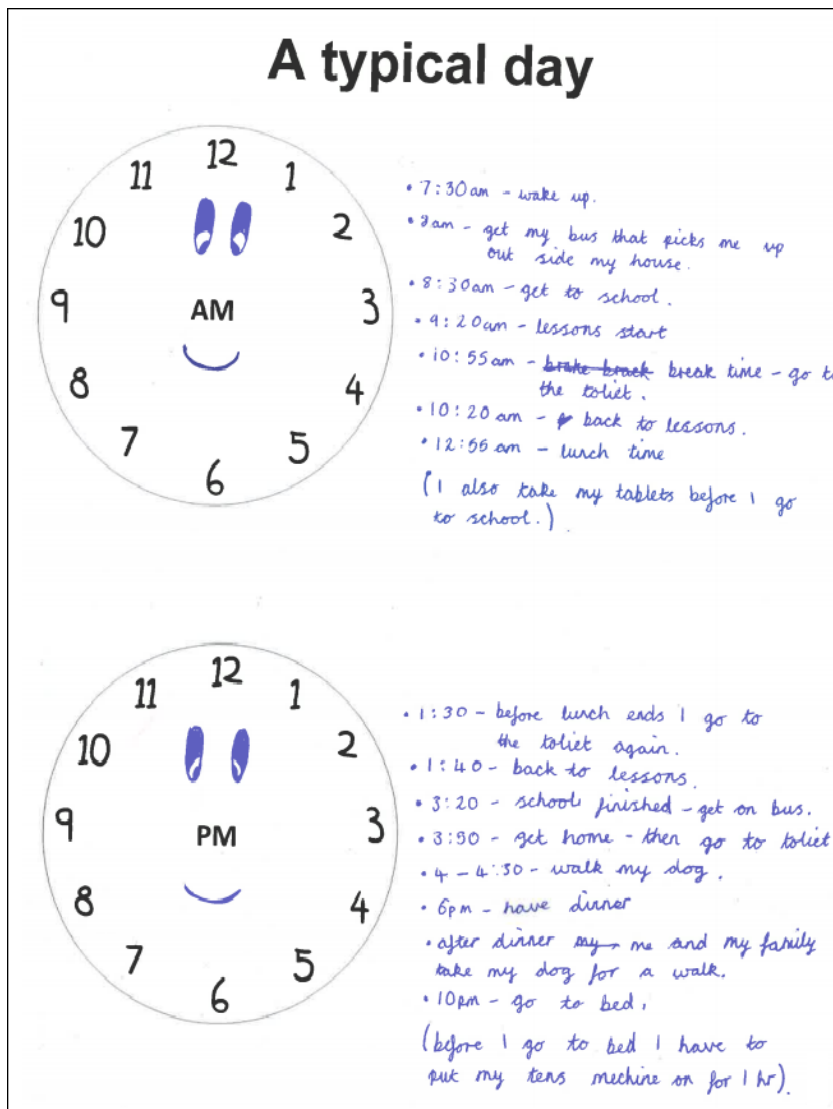 A typical day
12
11
1
10
2
9
AM
3
8
4
7
5
6
• 7:30am - wake up.
• 8am - get my bus that picks me up
out side my house.
• 8:30am - get to school.
• 9:20am - lessons start
• 10:55am - brake brack break time - go to
the toliet.
• 10:20am - back to lessons.
• 12:55am - lunch time
(I also take my tablets before I go
to school.)
12
11
1
10
2
9
PM
3
8
4
7
5
6
• 1:30 - before lunch ends I go to
the toliet again.
• 1:40 - back to lessons.
• 3:20 - school finished - get on bus.
• 3:50 - get home - then go to toliet
• 4 - 4:30 - walk my dog.
• 6pm - have dinner
• after dinner my me and my family
take my dog for a walk.
• 10pm - go to bed.
(before I go to bed I have to
put my tens mechine on for 1 hr).